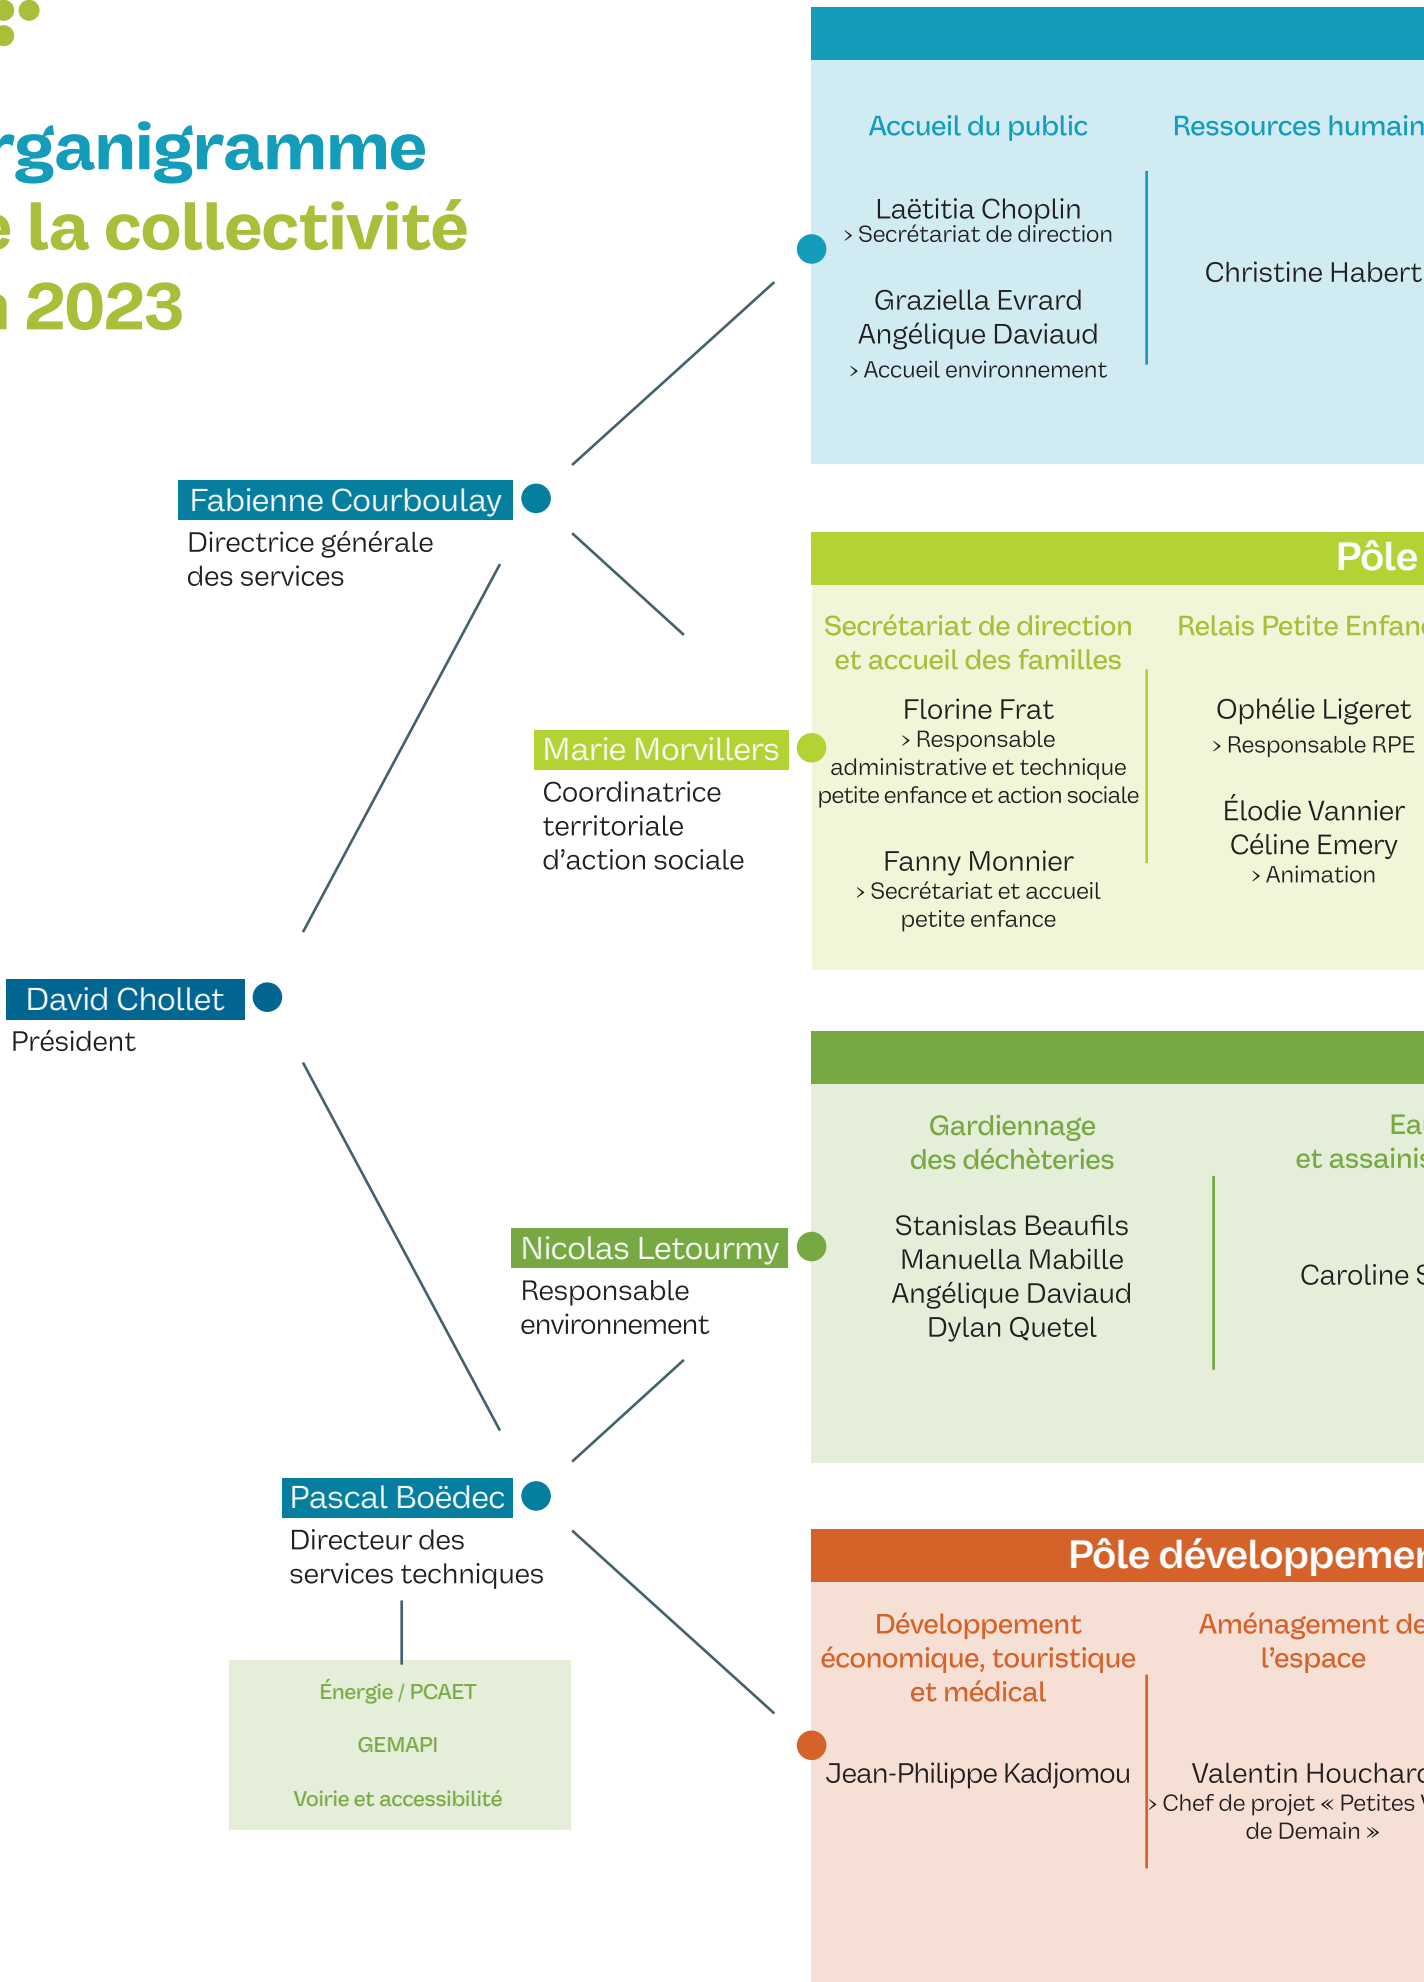 rganigramme
e la collectivité
n 2023
Accueil du public
Laëtitia Choplin
> Secrétariat de direction
Graziella Evrard
Angélique Daviaud
> Accueil environnement
Ressources humain
Christine Habert
Fabienne Courboulay
Directrice générale
des services
Pôle
Secrétariat de direction
et accueil des familles
Florine Frat
> Responsable
administrative et technique
petite enfance et action sociale
Fanny Monnier
> Secrétariat et accueil
petite enfance
Relais Petite Enfanc
Ophélie Ligeret
> Responsable RPE
Élodie Vannier
Céline Emery
> Animation
Marie Morvillers
Coordinatrice
territoriale
d’action sociale
David Chollet
Président
Gardiennage
des déchèteries
Stanislas Beaufils
Manuella Mabille
Angélique Daviaud
Dylan Quetel
Eau
et assainis
Caroline S
Nicolas Letourmy
Responsable
environnement
Pascal Boëdec
Directeur des
services techniques
Énergie / PCAET
GEMAPI
Voirie et accessibilité
Pôle développemen
Développement
économique, touristique
et médical
Jean-Philippe Kadjomou
Aménagement de
l’espace
Valentin Houchard
> Chef de projet « Petites V
de Demain »